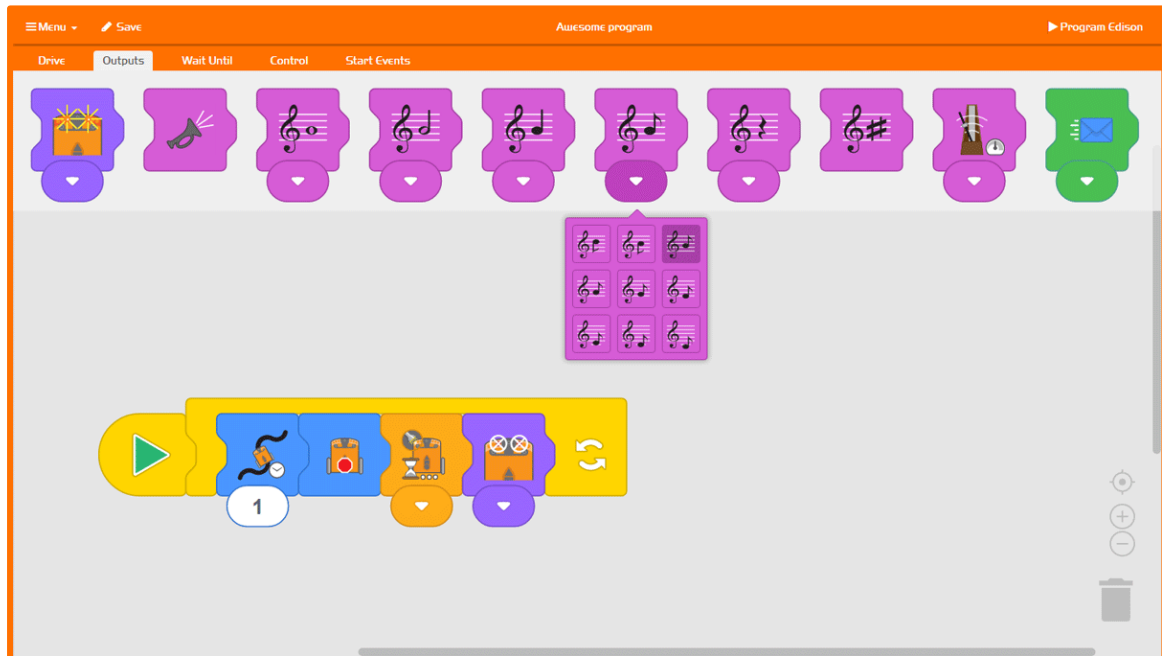 Menu
Save
Awesome program
Program Edison
Drive
Outputs
Wait Until
Control
Start Events
1